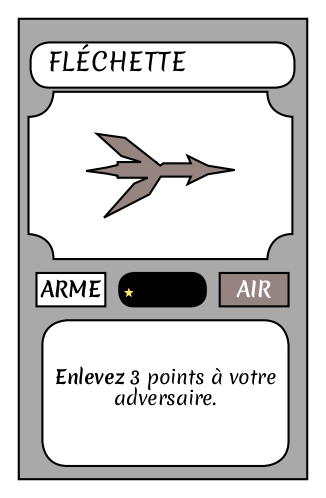 FLÉCHETTE
ARME
AIR
Enlevez 3 points à votre
adversaire.